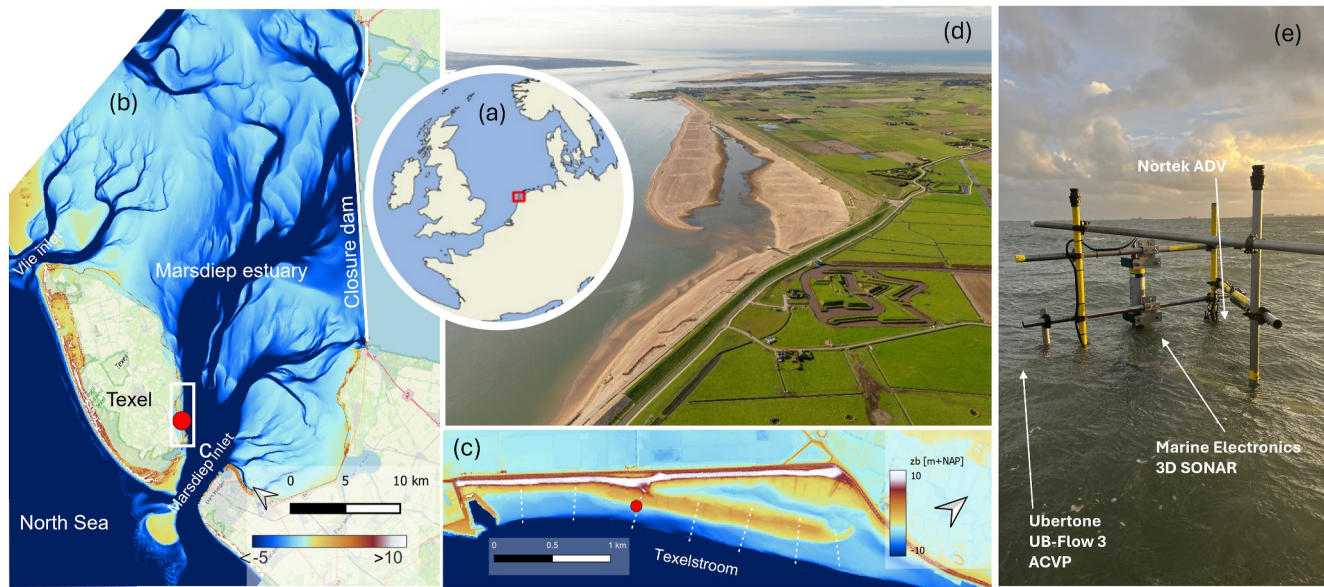 (a)
(b)
Vlie inlet
Marsdiep estuary
Closure dam
Texel
Texel
C
Marsdiep inlet
North Sea
0 5 10 km
<-5 >10
(c)
zb [m+NAP]
10
-10
0 0.5 1 km
Texelstroom
(d)
(e)
Nortek ADV
Marine Electronics
3D SONAR
Ubertone
UB-Flow 3
ACVP